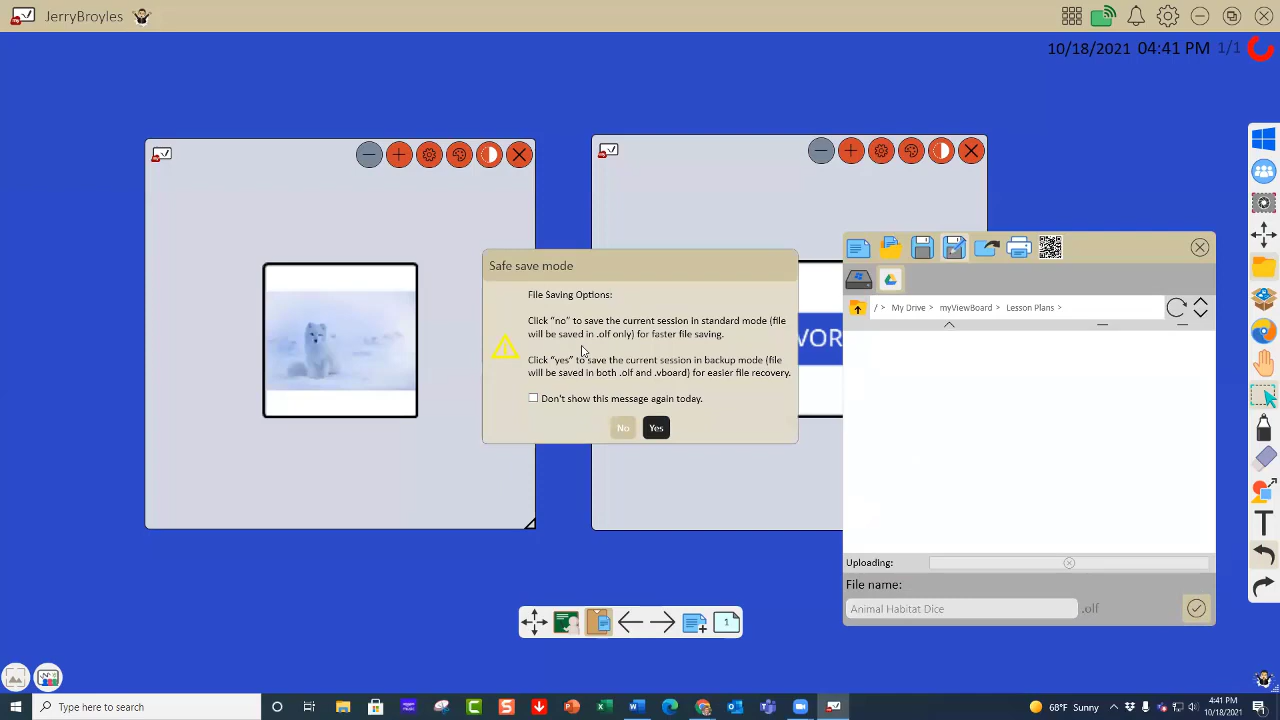 JerryBroyles
10/18/2021 04:41 PM 1/1
Safe save mode
File Saving Options:
Click "no" to save the current session in standard mode (file
will be saved in .olf only) for faster file saving.
Click "yes" to save the current session in backup mode (file
will be saved in both .olf and .vboard) for easier file recovery.
Don't show this message again today.
No
Yes
VOR
/ > My Drive > myViewBoard > Lesson Plans >
Uploading:
File name:
Animal Habitat Dice
.olf
1
T
Type here to search
68°F Sunny
4:41 PM
10/18/2021